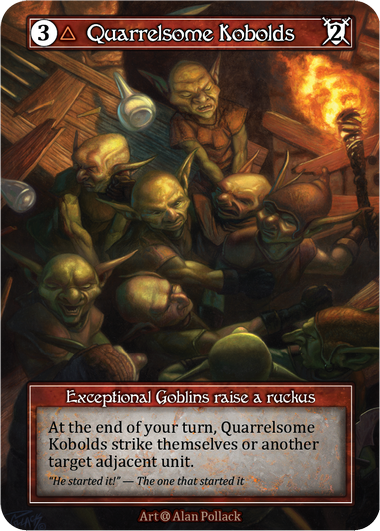 3 Quarrelsome Kobolds 2
Exceptional Goblins raise a ruckus
At the end of your turn, Quarrelsome
Kobolds strike themselves or another
target adjacent unit.
"He started it!" — The one that started it
Art @ Alan Pollack